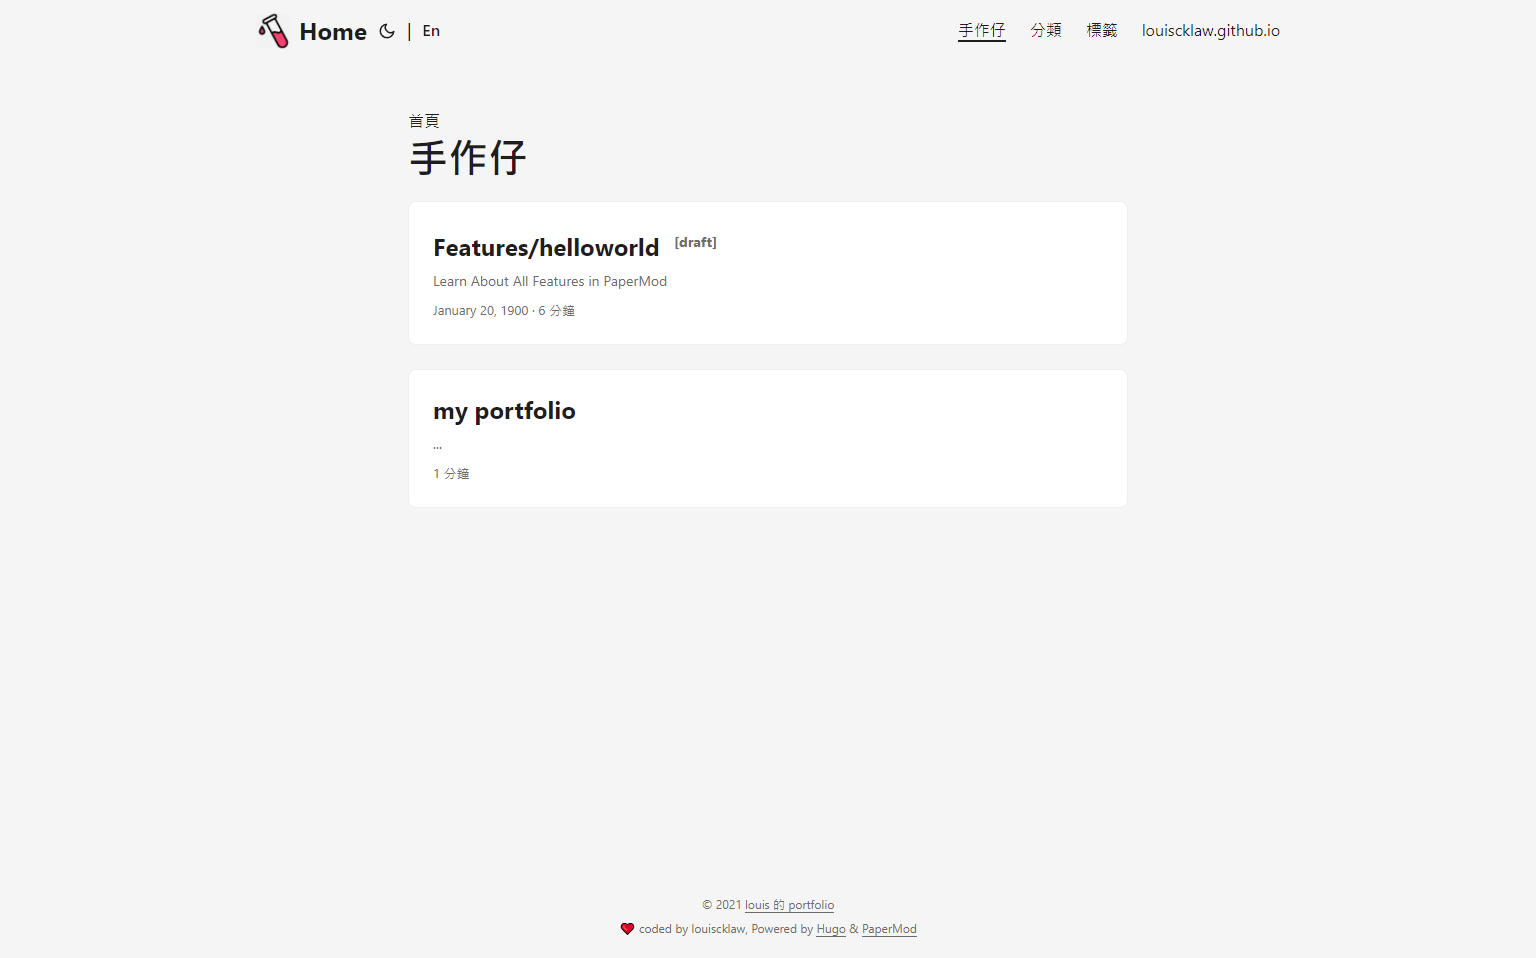 Home | En
手作仔 分類 標籤 louiscklaw.github.io
首頁
手作仔
Features/helloworld [draft]
Learn About All Features in PaperMod
January 20, 1900 · 6 分鐘
my portfolio
...
1 分鐘
© 2021 louis 的 portfolio
coded by louiscklaw, Powered by Hugo & PaperMod